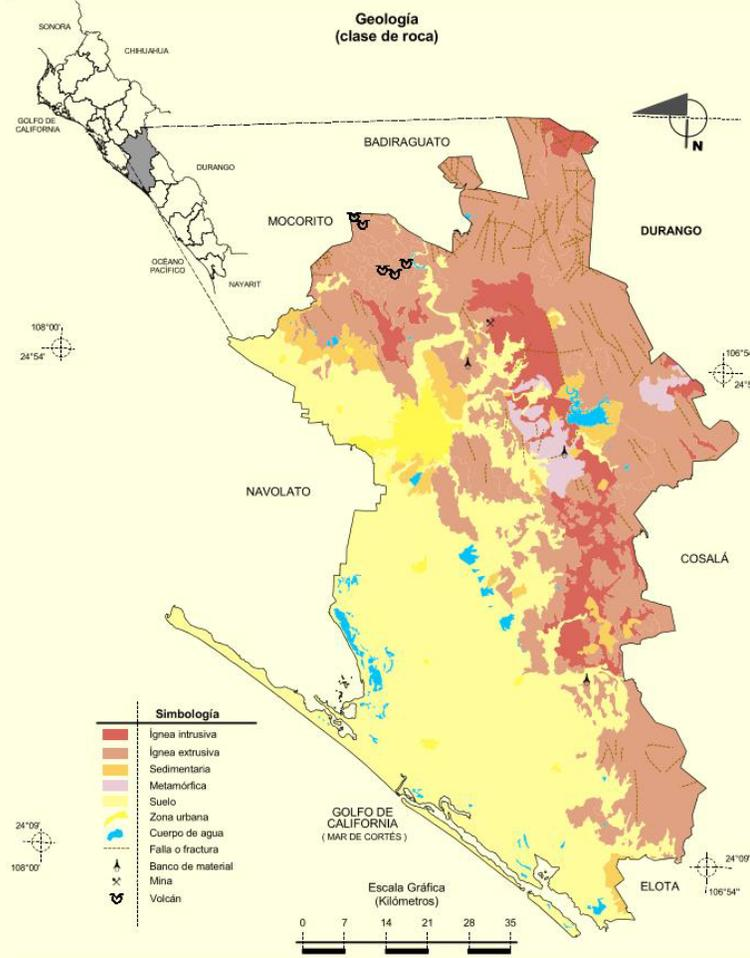 Geología
(clase de roca)
SONORA
CHIHUAHUA
GOLFO DE
CALIFORNIA
DURANGO
OCÉANO
PACÍFICO
NAYARIT
BADIRAGUATO
N
MOCORITO
DURANGO
108°00'
24°54'
106°54
24°5
NAVOLATO
COSALÁ
Simbología
Ígnea intrusiva
Ígnea extrusiva
Sedimentaria
Metamórfica
Suelo
Zona urbana
Cuerpo de agua
Falla o fractura
Banco de material
Mina
Volcán
GOLFO DE
CALIFORNIA
( MAR DE CORTÉS )
24°09'
108°00'
24°09'
106°54"
ELOTA
Escala Gráfica
(Kilómetros)
0 7 14 21 28 35